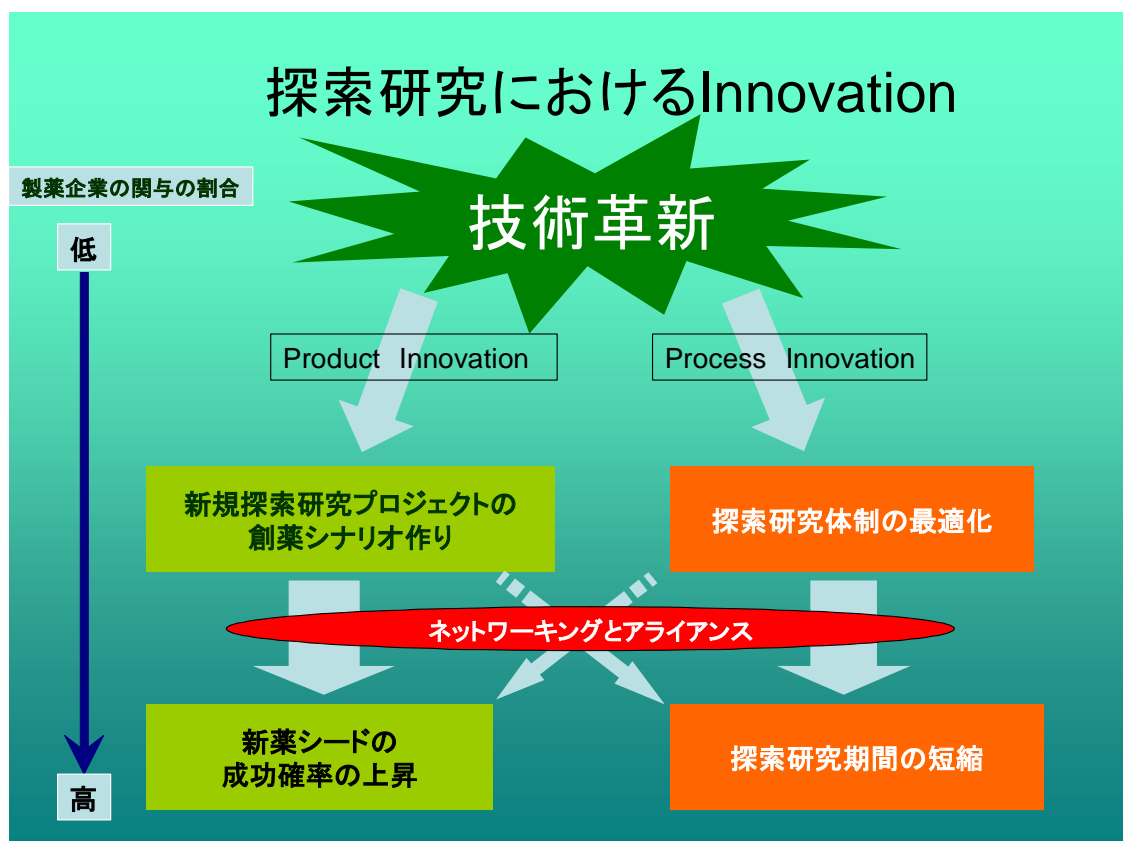 探索研究におけるInnovation
製薬企業の関与の割合
技術革新
低
Product Innovation
Process Innovation
新規探索研究プロジェクトの
創薬シナリオ作り
探索研究体制の最適化
ネットワーキングとアライアンス
新薬シードの
成功確率の上昇
探索研究期間の短縮
高